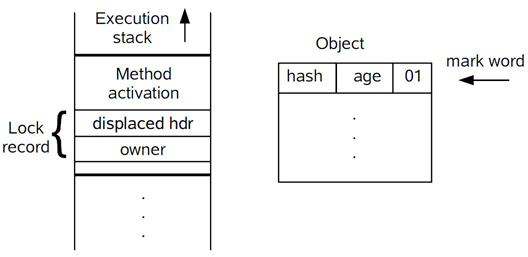 Execution
stack
Method
activation
Lock
record
displaced hdr
owner
Object
mark word
hash age 01